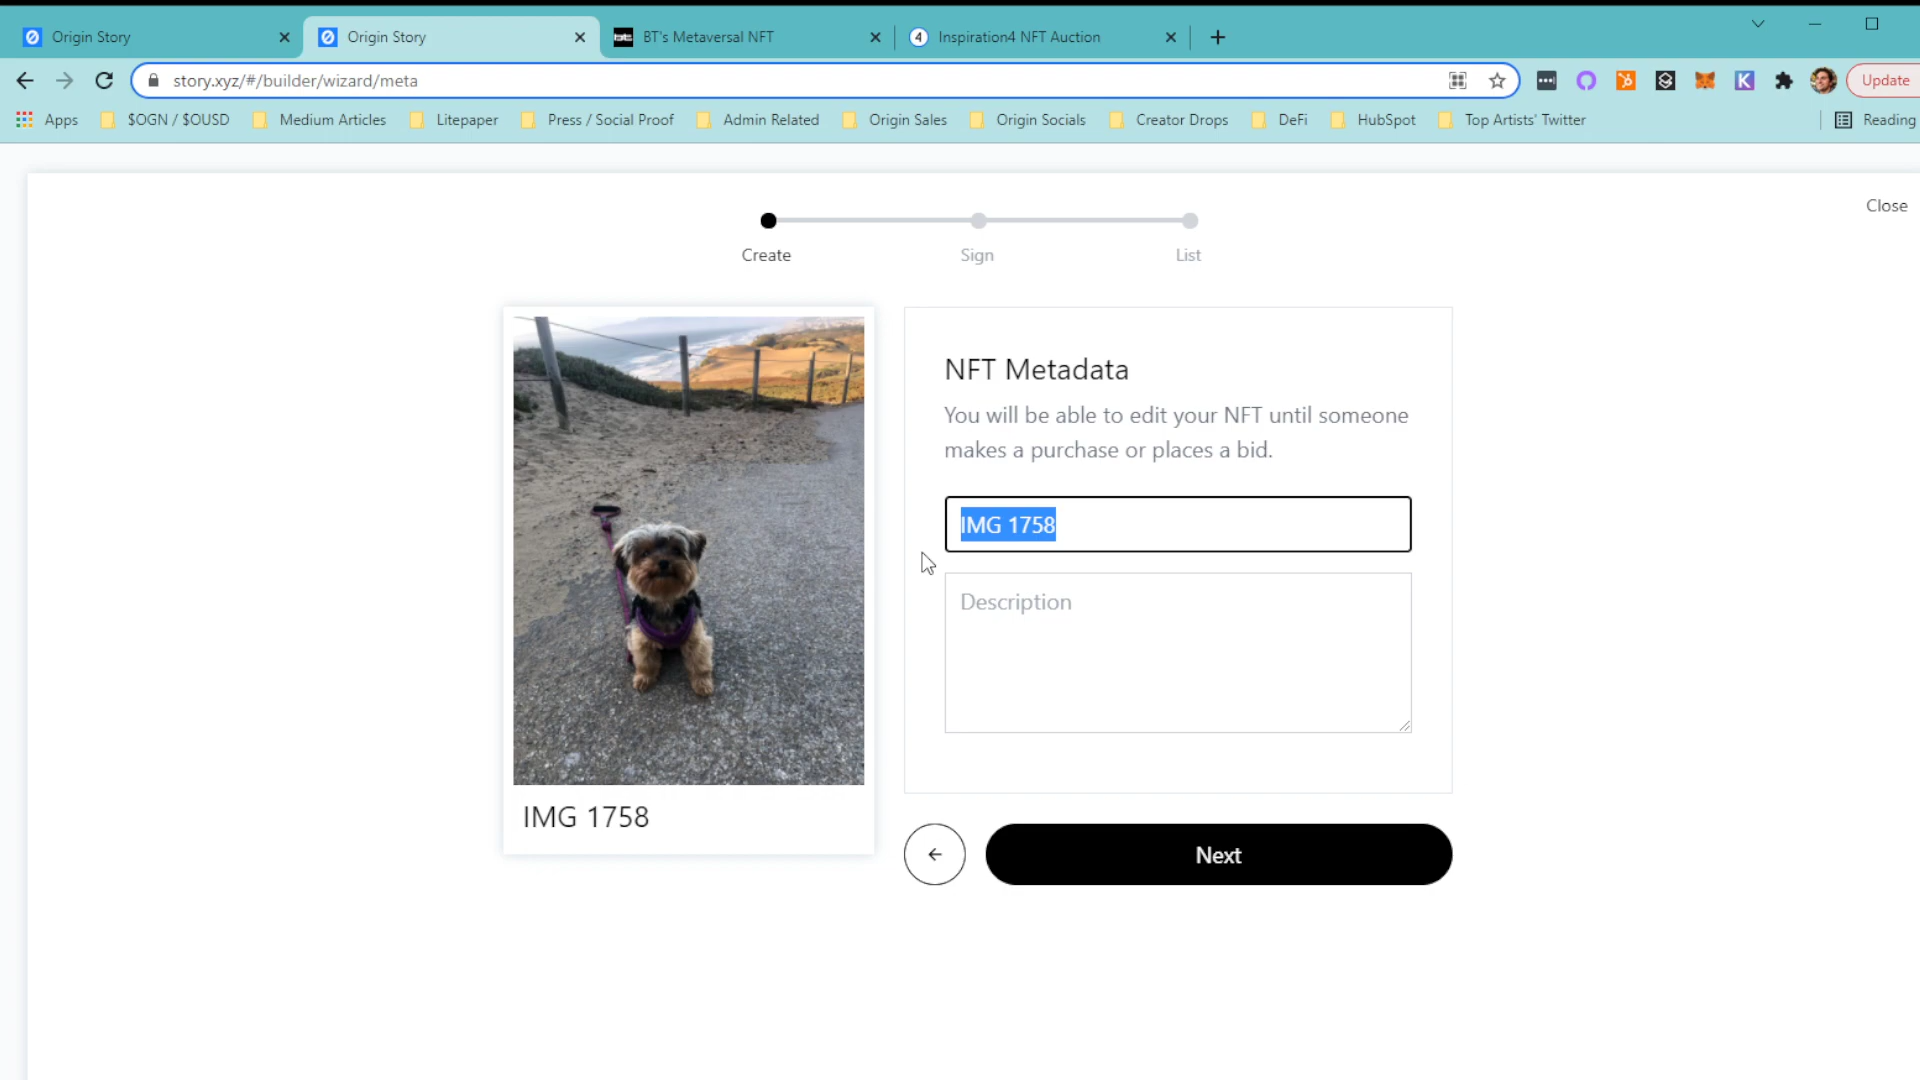 Origin Story
Origin Story
BT's Metaversal NFT
Inspiration4 NFT Auction
story.xyz/#/builder/wizard/meta
Update
Apps
$OGN / $OUSD
Medium Articles
Litepaper
Press / Social Proof
Admin Related
Origin Sales
Origin Socials
Creator Drops
DeFi
HubSpot
Top Artists' Twitter
Reading
Close
Create
Sign
List
NFT Metadata
You will be able to edit your NFT until someone
makes a purchase or places a bid.
IMG 1758
Description
IMG 1758
Next